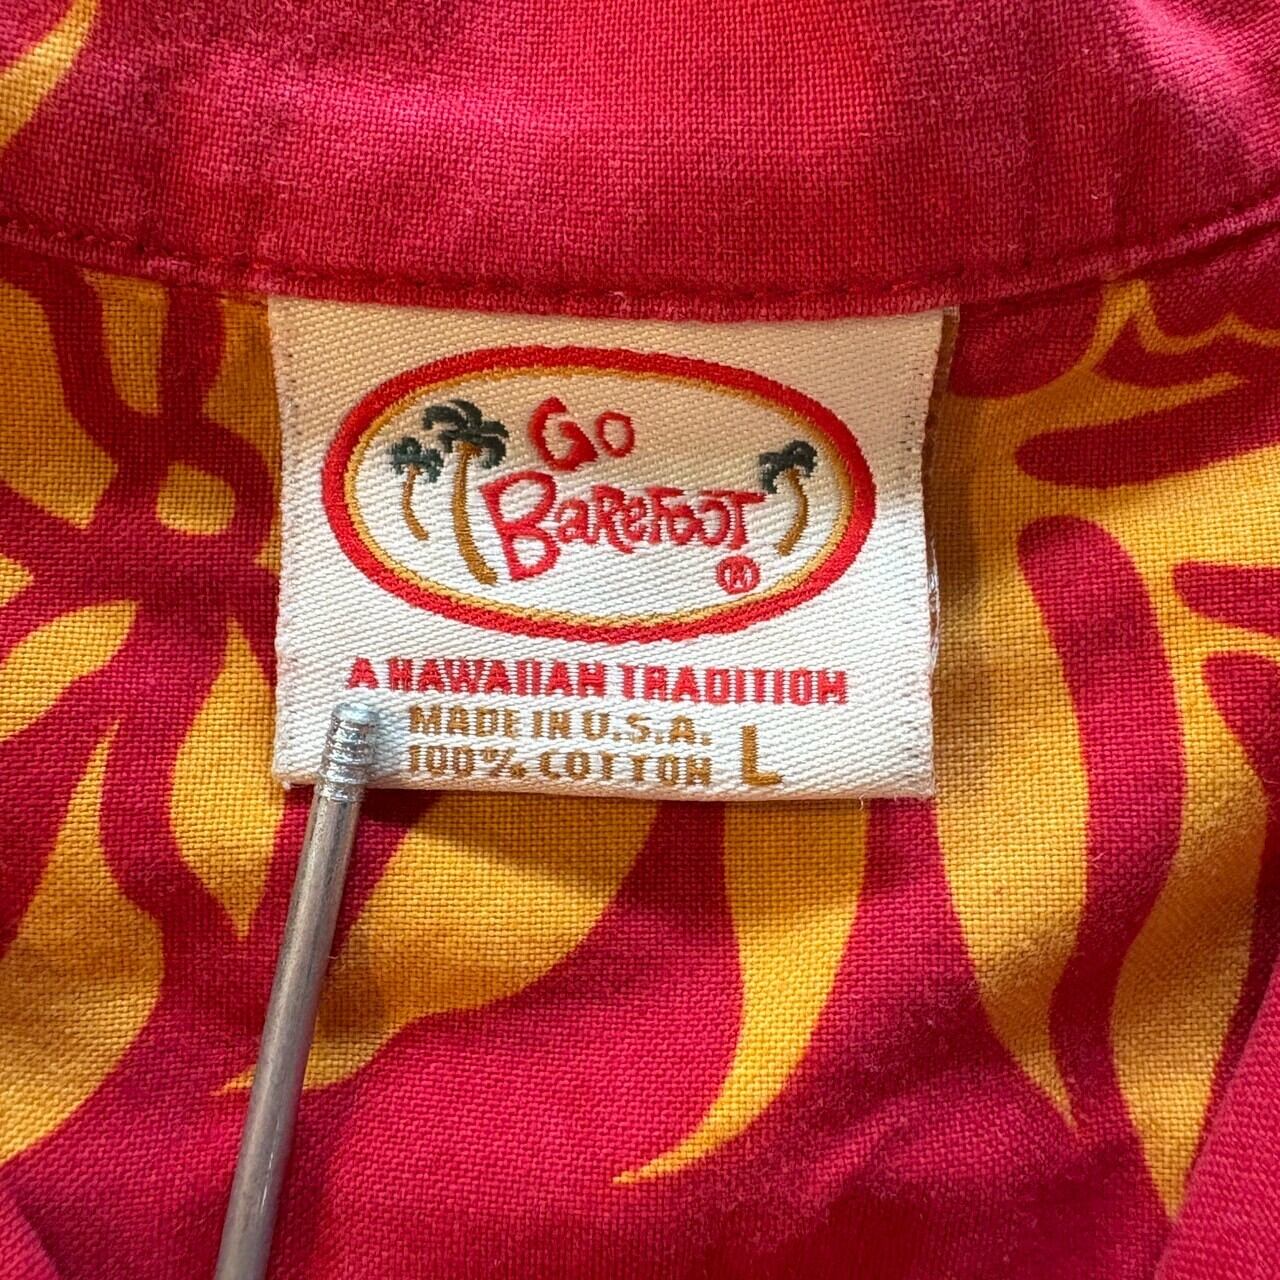 Go
Barefoot
®
A HAWAIIAN TRADITION
MADE IN U.S.A.
100% COTTON L